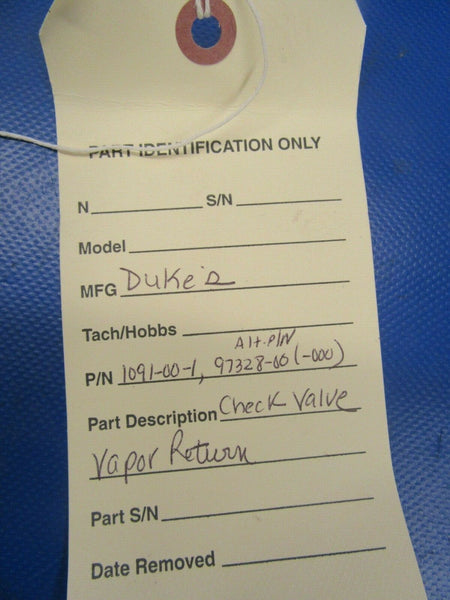 PART IDENTIFICATION ONLY
N S/N
Model
MFG Duke's
Tach/Hobbs
Alt. P/N
P/N 1091-00-1, 97328-00 (-000)
Part Description Check Valve
Vapor Return
Part S/N
Date Removed